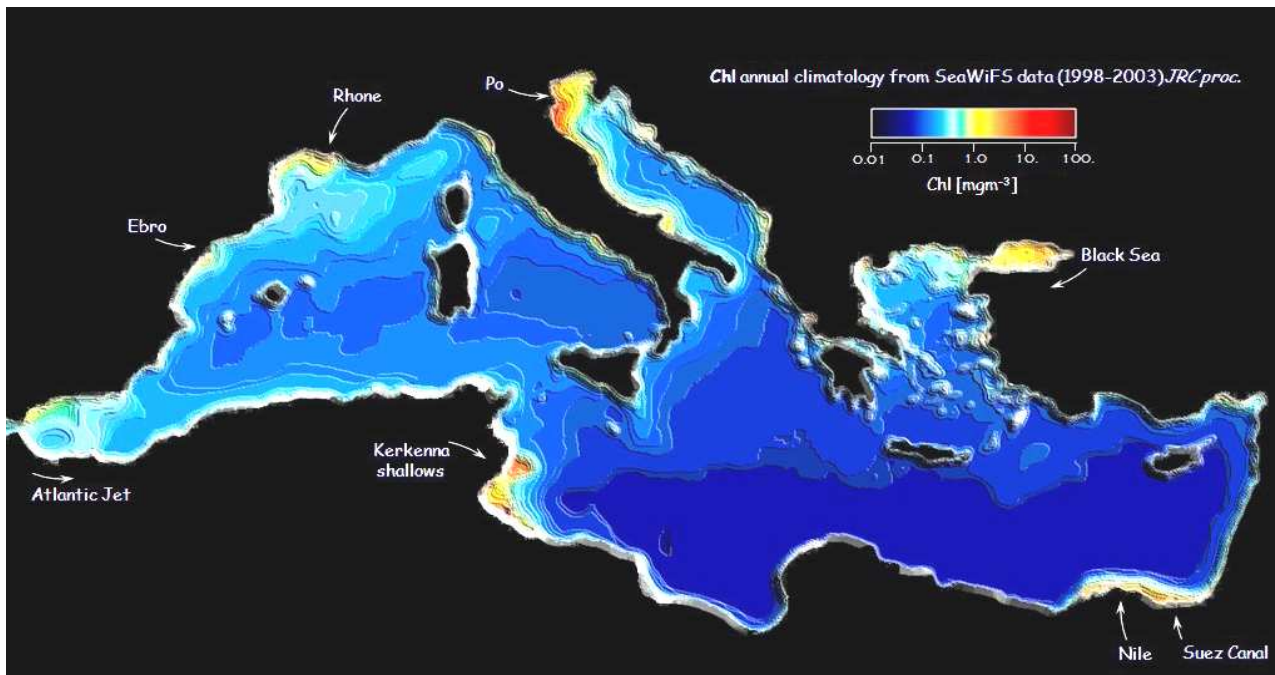 Chl annual climatology from SeaWiFS data (1998-2003) JRC proc.
0.01 0.1 1.0 10. 100.
Chl [mgm⁻³]
Po
Rhone
Ebro
Black Sea
Kerkenna
shallows
Atlantic Jet
Nile
Suez Canal